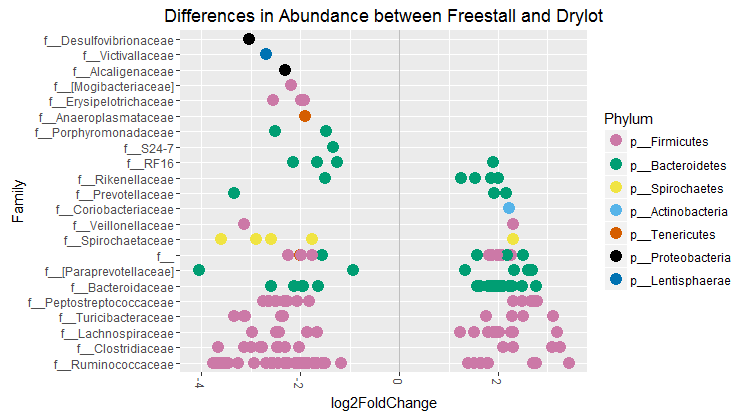 Differences in Abundance between Freestall and Drylot
Family
f__Desulfovibrionaceae
f__Victivallaceae
f__Alcaligenaceae
f__[Mogibacteriaceae]
f__Erysipelotrichaceae
f__Anaeroplasmataceae
f__Porphyromonadaceae
f__S24-7
f__RF16
f__Rikenellaceae
f__Prevotellaceae
f__Coriobacteriaceae
f__Veillonellaceae
f__Spirochaetaceae
f__
f__[Paraprevotellaceae]
f__Bacteroidaceae
f__Peptostreptococcaceae
f__Turicibacteraceae
f__Lachnospiraceae
f__Clostridiaceae
f__Ruminococcaceae
-4 -2 0 2
log2FoldChange
Phylum
p__Firmicutes
p__Bacteroidetes
p__Spirochaetes
p__Actinobacteria
p__Tenericutes
p__Proteobacteria
p__Lentisphaerae